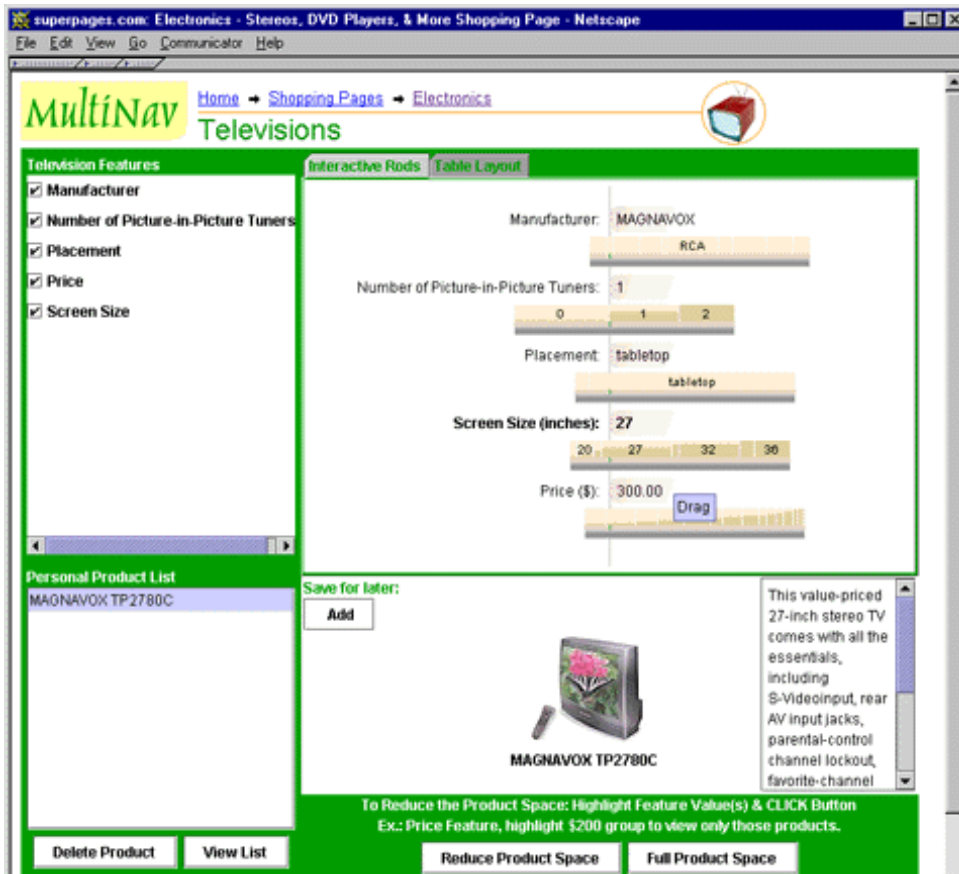 superpages.com: Electronics - Stereos, DVD Players, & More Shopping Page - Netscape
File Edit View Go Communicator Help
MultiNav
Home → Shopping Pages → Electronics
Televisions
Television Features
Manufacturer
Number of Picture-in-Picture Tuners
Placement
Price
Screen Size
Interactive Rods Table Layout
Manufacturer: MAGNAVOX
RCA
Number of Picture-in-Picture Tuners: 1
0 1 2
Placement: tabletop
tabletop
Screen Size (inches): 27
20 27 32 36
Price ($): 300.00
Drag
Personal Product List
MAGNAVOX TP2780C
Delete Product View List
Save for later:
Add
MAGNAVOX TP2780C
This value-priced
27-inch stereo TV
comes with all the
essentials,
including
S-Videoinput, rear
AV input jacks,
parental-control
channel lockout,
favorite-channel
To Reduce the Product Space: Highlight Feature Value(s) & CLICK Button
Ex.: Price Feature, highlight $200 group to view only those products.
Reduce Product Space Full Product Space